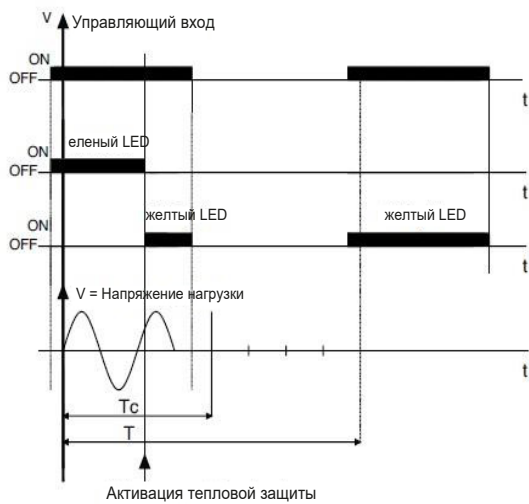 V Управляющий вход
ON
OFF
t
ON еленый LED
t
желтый LED желтый LED
ON
OFF
t
V = Напряжение нагрузки
t
Tc
T
Активация тепловой защиты